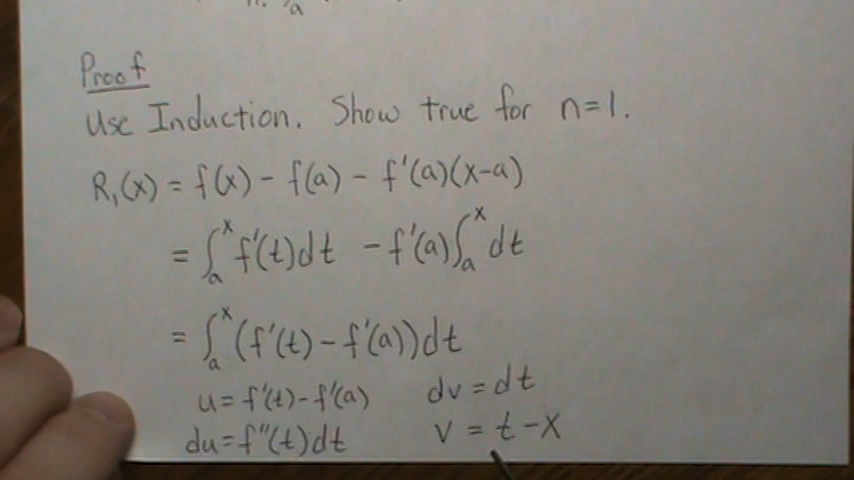 Proof
Use Induction. Show true for n=1.
R₁(x) = f(x) - f(a) - f'(a)(x-a)
= ∫ₐˣ f'(t)dt - f'(a)∫ₐˣ dt
= ∫ₐˣ (f'(t) - f'(a))dt
u = f'(t) - f'(a) dv = dt
du = f''(t)dt v = t - x